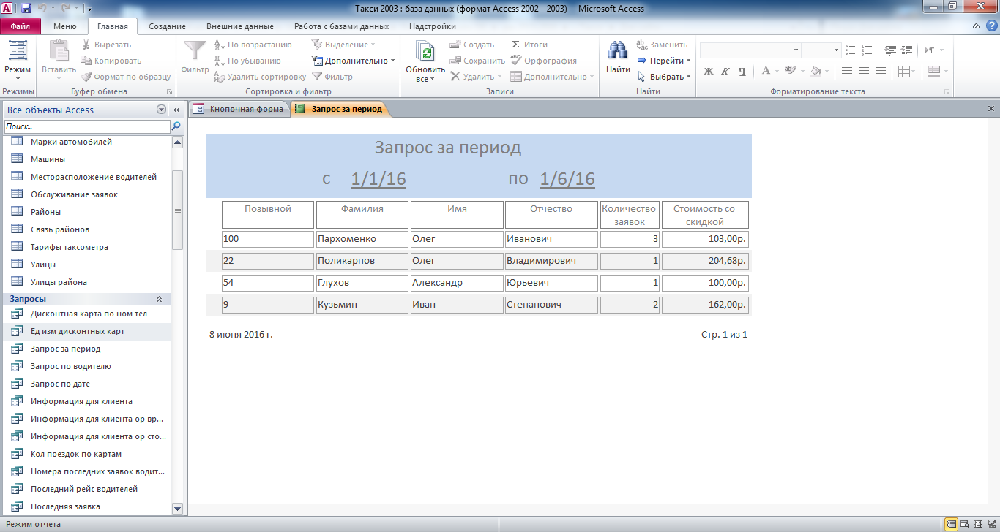 Такси 2003 : база данных (формат Access 2002 - 2003) - Microsoft Access
Файл Меню Главная Создание Внешние данные Работа с базами данных Надстройки
Режим
Режимы
Вставить
Вырезать
Копировать
Формат по образцу
Буфер обмена
Фильтр
По возрастанию
По убыванию
Удалить сортировку
Выделение
Дополнительно
Фильтр
Сортировка и фильтр
Обновить
все
Создать
Сохранить
Удалить
Итоги
Орфография
Дополнительно
Записи
Найти
Заменить
Перейти
Выбрать
Найти
Ж К Ч
Форматирование текста
Все объекты Access
Поиск...
Марки автомобилей
Машины
Месторасположение водителей
Обслуживание заявок
Районы
Связь районов
Тарифы таксометра
Улицы
Улицы района
Запросы
Дисконтная карта по ном тел
Ед изм дисконтных карт
Запрос за период
Запрос по водителю
Запрос по дате
Информация для клиента
Информация для клиента ор вр...
Информация для клиента ор сто...
Кол поездок по картам
Номера последних заявок водит...
Последний рейс водителей
Последняя заявка
Кнопочная форма Запрос за период
Запрос за период
с 1/1/16 по 1/6/16
Позывной Фамилия Имя Отчество Количество заявок Стоимость со скидкой
100 Пархоменко Олег Иванович 3 103,00р.
22 Поликарпов Олег Владимирович 1 204,68р.
54 Глухов Александр Юрьевич 1 100,00р.
9 Кузьмин Иван Степанович 2 162,00р.
8 июня 2016 г. Стр. 1 из 1
Режим отчета